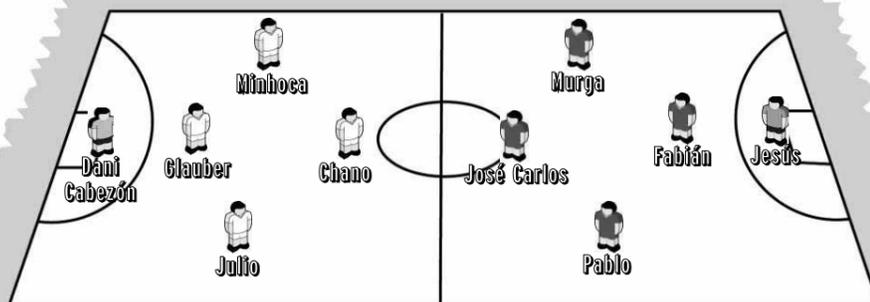 Minhoca
Murga
Dani
Cabezón
Glauber
Chano
José Carlos
Fabián
Jesús
Julio
Pablo